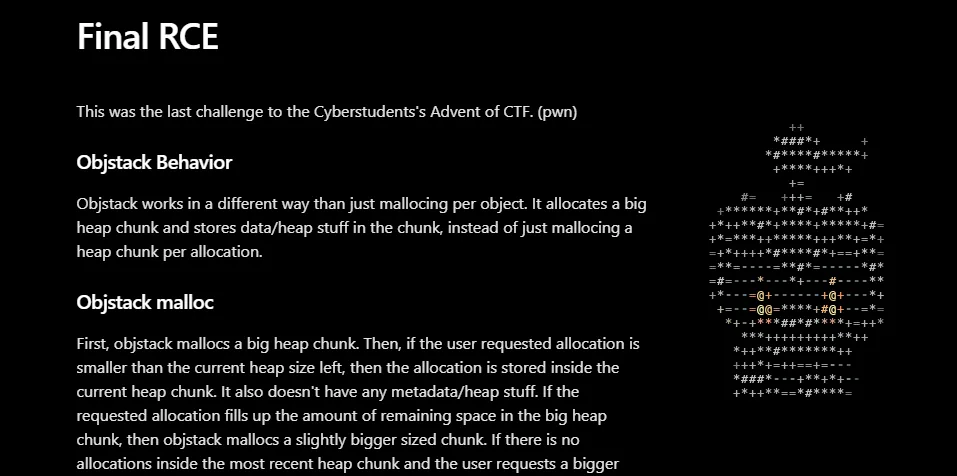 Final RCE
This was the last challenge to the Cyberstudents's Advent of CTF. (pwn)
Objstack Behavior
Objstack works in a different way than just mallocing per object. It allocates a big
heap chunk and stores data/heap stuff in the chunk, instead of just mallocing a
heap chunk per allocation.
Objstack malloc
First, objstack mallocs a big heap chunk. Then, if the user requested allocation is
smaller than the current heap size left, then the allocation is stored inside the
current heap chunk. It also doesn't have any metadata/heap stuff. If the
requested allocation fills up the amount of remaining space in the big heap
chunk, then objstack mallocs a slightly bigger sized chunk. If there is no
allocations inside the most recent heap chunk and the user requests a bigger